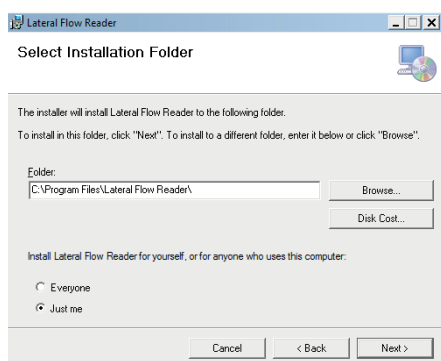 Lateral Flow Reader
Select Installation Folder
The installer will install Lateral Flow Reader to the following folder.
To install in this folder, click "Next". To install to a different folder, enter it below or click "Browse".
Folder:
C:\Program Files\Lateral Flow Reader\
Browse...
Disk Cost...
Install Lateral Flow Reader for yourself, or for anyone who uses this computer:
Everyone
Just me
Cancel
< Back
Next >